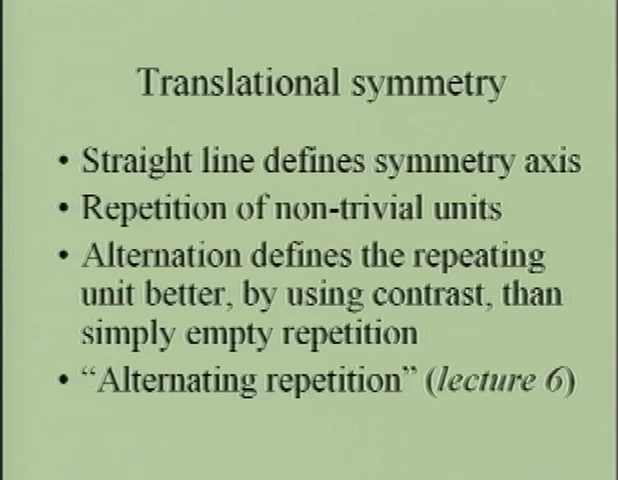 Translational symmetry
• Straight line defines symmetry axis
• Repetition of non-trivial units
• Alternation defines the repeating
unit better, by using contrast, than
simply empty repetition
• “Alternating repetition” (lecture 6)